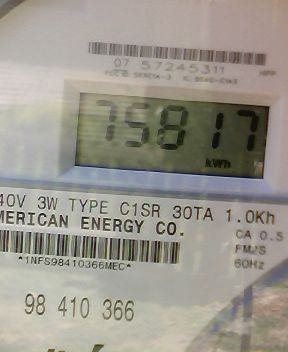 07 57245311
HPP
75817
kWh
40V 3W TYPE C1SR 30TA 1.0Kh
MERICAN ENERGY CO.
CA 0.5
FM2S
60Hz
*1NFS98410366MEC*
98 410 366